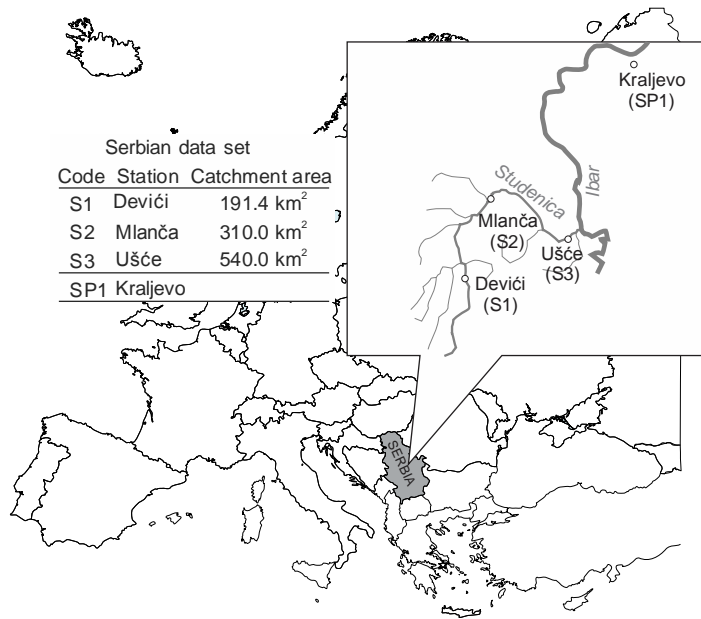 Serbian data set
Code Station Catchment area
S1 Devići 191.4 km²
S2 Mlanča 310.0 km²
S3 Ušće 540.0 km²
SP1 Kraljevo
Kraljevo
(SP1)
Studenica
Ibar
Mlanča
(S2)
Ušće
(S3)
Devići
(S1)
SERBIA